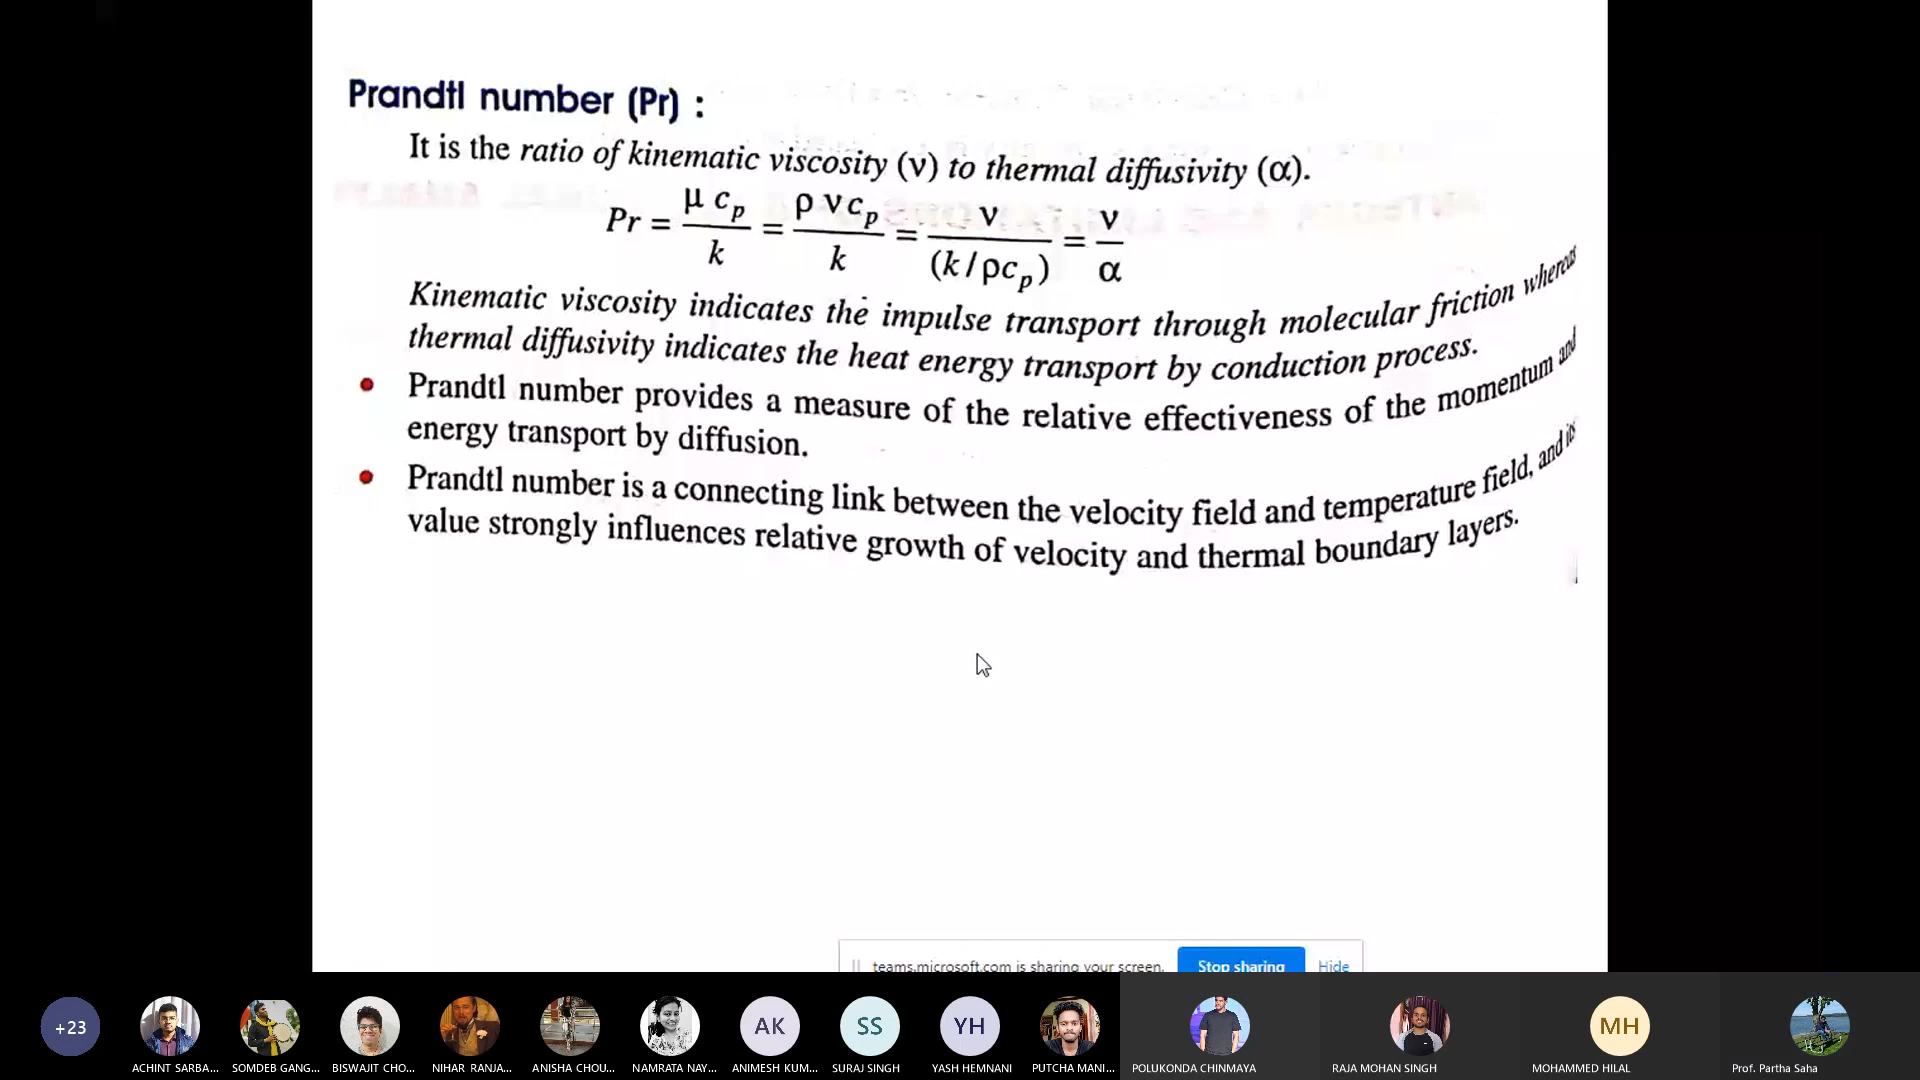 Prandtl number (Pr) :
It is the ratio of kinematic viscosity (ν) to thermal diffusivity (α).
Pr = μ c_p / k = ρ ν c_p / k = ν / (k/ρc_p) = ν / α
Kinematic viscosity indicates the impulse transport through molecular friction whereas
thermal diffusivity indicates the heat energy transport by conduction process.
• Prandtl number provides a measure of the relative effectiveness of the momentum and
energy transport by diffusion.
• Prandtl number is a connecting link between the velocity field and temperature field, and its
value strongly influences relative growth of velocity and thermal boundary layers.
teams.microsoft.com is sharing your screen. Stop sharing Hide
+23 AK SS YH MH
ACHINT SARBA... SOMDEB GANG... BISWAJIT CHO... NIHAR RANJA... ANISHA CHOU... NAMRATA NAY... ANIMESH KUM... SURAJ SINGH YASH HEMNANI PUTCHA MANI... POLUKONDA CHINMAYA RAJA MOHAN SINGH MOHAMMED HILAL Prof. Partha Saha